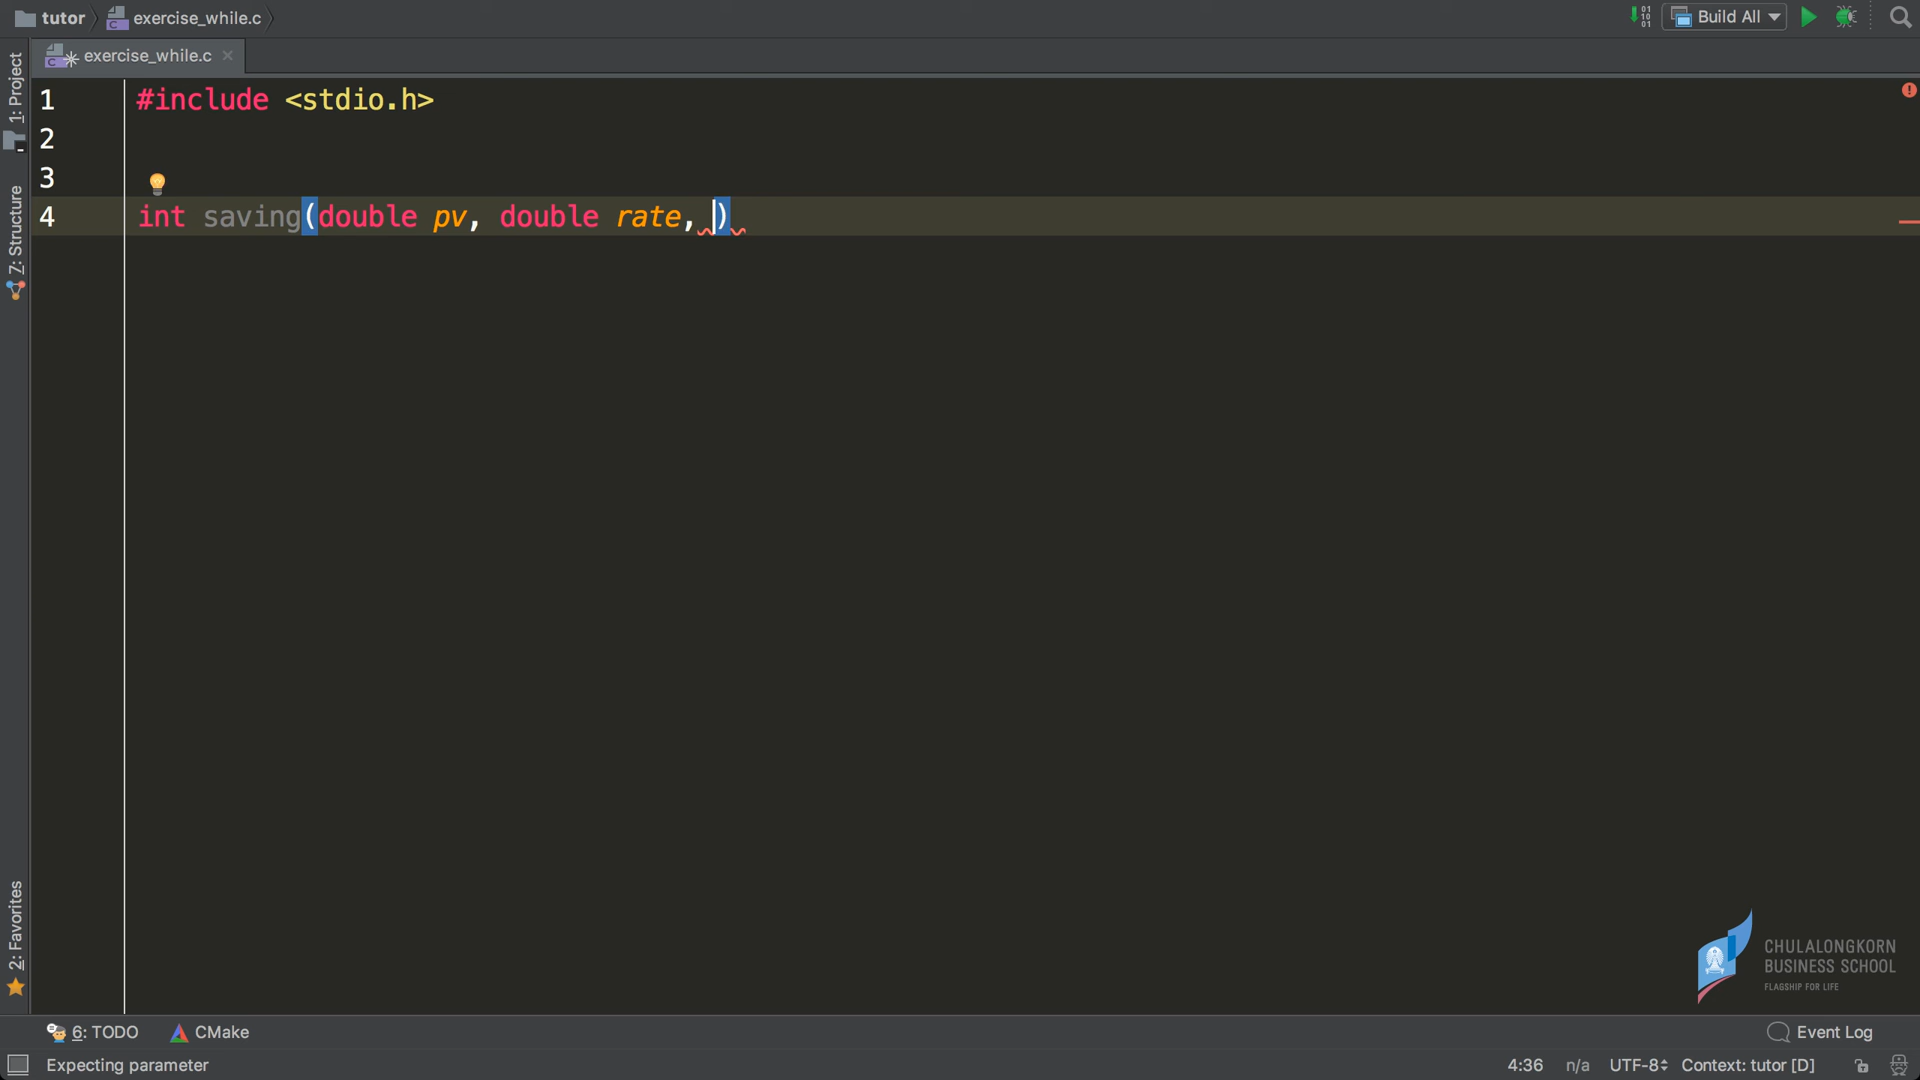 tutor exercise_while.c
Build All
exercise_while.c
1: Project
7: Structure
2: Favorites
1 #include <stdio.h>
2
3
4 int saving(double pv, double rate, )
CHULALONGKORN
BUSINESS SCHOOL
FLAGSHIP FOR LIFE
6: TODO CMake Event Log
Expecting parameter 4:36 n/a UTF-8 Context: tutor [D]